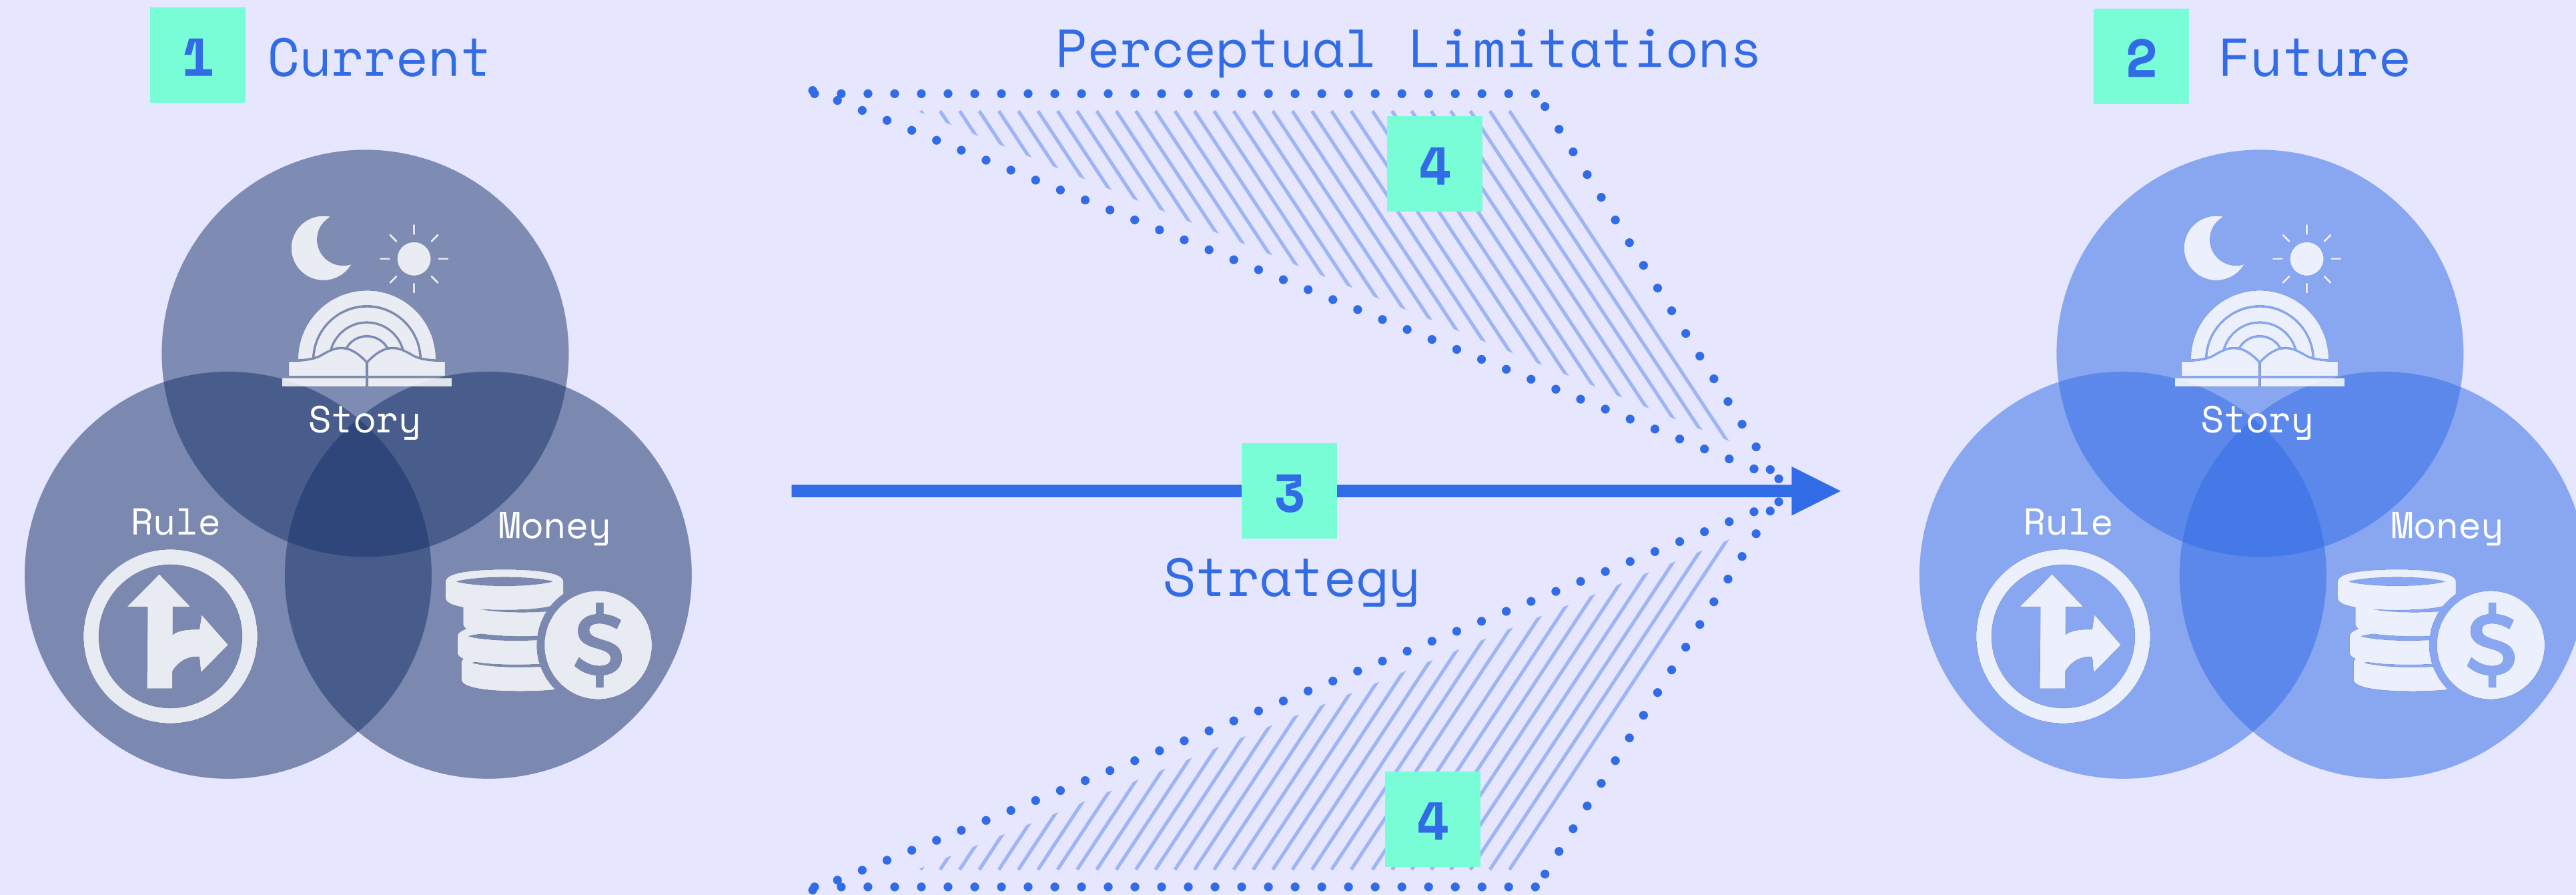 1 Current
Perceptual Limitations
2 Future
4
Story
Rule
Money
$
3
Strategy
4
Story
Rule
Money
$